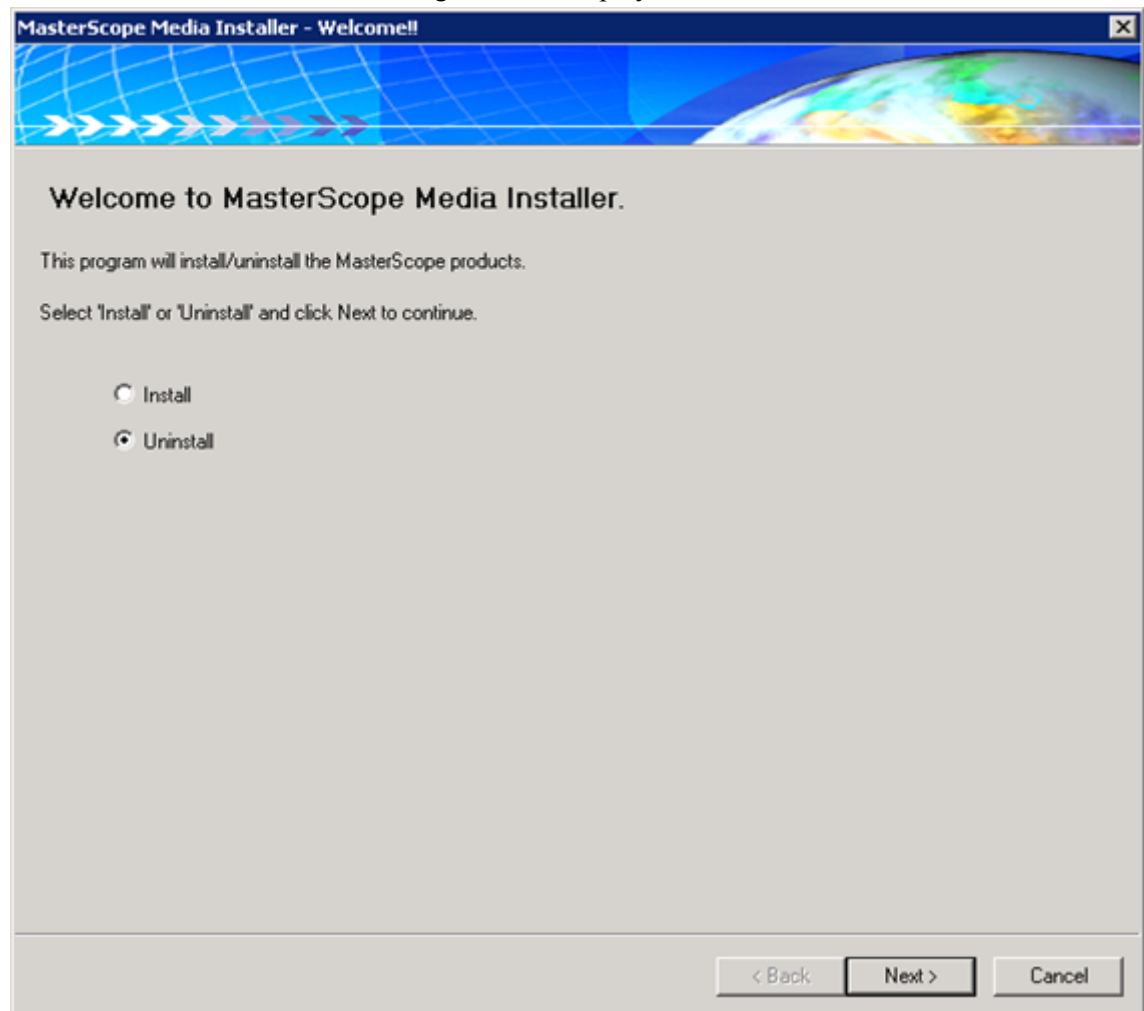 MasterScope Media Installer - Welcome!!
Welcome to MasterScope Media Installer.
This program will install/uninstall the MasterScope products.
Select 'Install' or 'Uninstall' and click Next to continue.
Install
Uninstall
< Back Next > Cancel